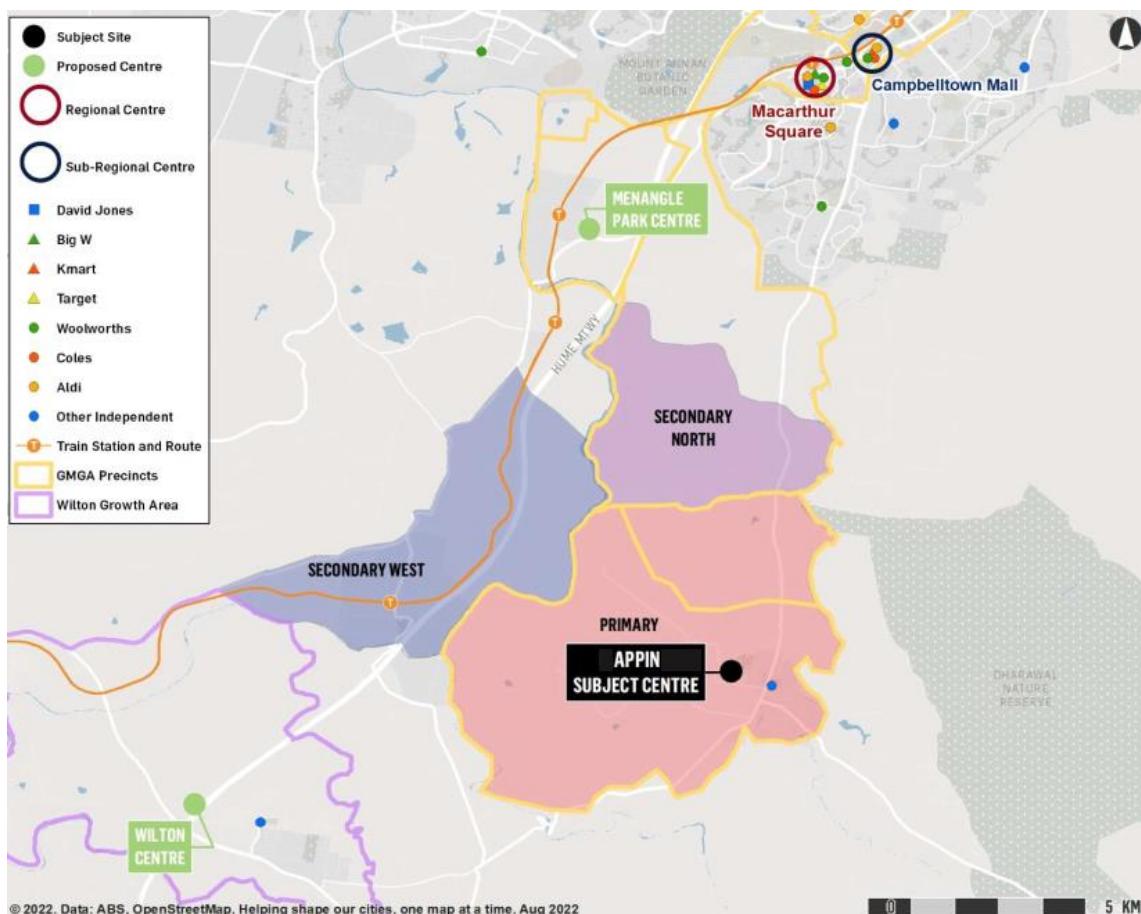 Subject Site
Proposed Centre
Regional Centre
Sub-Regional Centre
David Jones
Big W
Kmart
Target
Woolworths
Coles
Aldi
Other Independent
T Train Station and Route
GMGA Precincts
Wilton Growth Area
MOUNT ANNAN
BOTANIC
GARDEN
Campbelltown Mall
Macarthur
Square
T
MENANGLE
PARK CENTRE
T
T
HUME MTWY
SECONDARY
NORTH
SECONDARY WEST
T
PRIMARY
APPIN
SUBJECT CENTRE
DHARAWAL
NATURE
RESERVE
WILTON
CENTRE
© 2022. Data: ABS, OpenStreetMap. Helping shape our cities, one map at a time. Aug 2022
0 5 KM